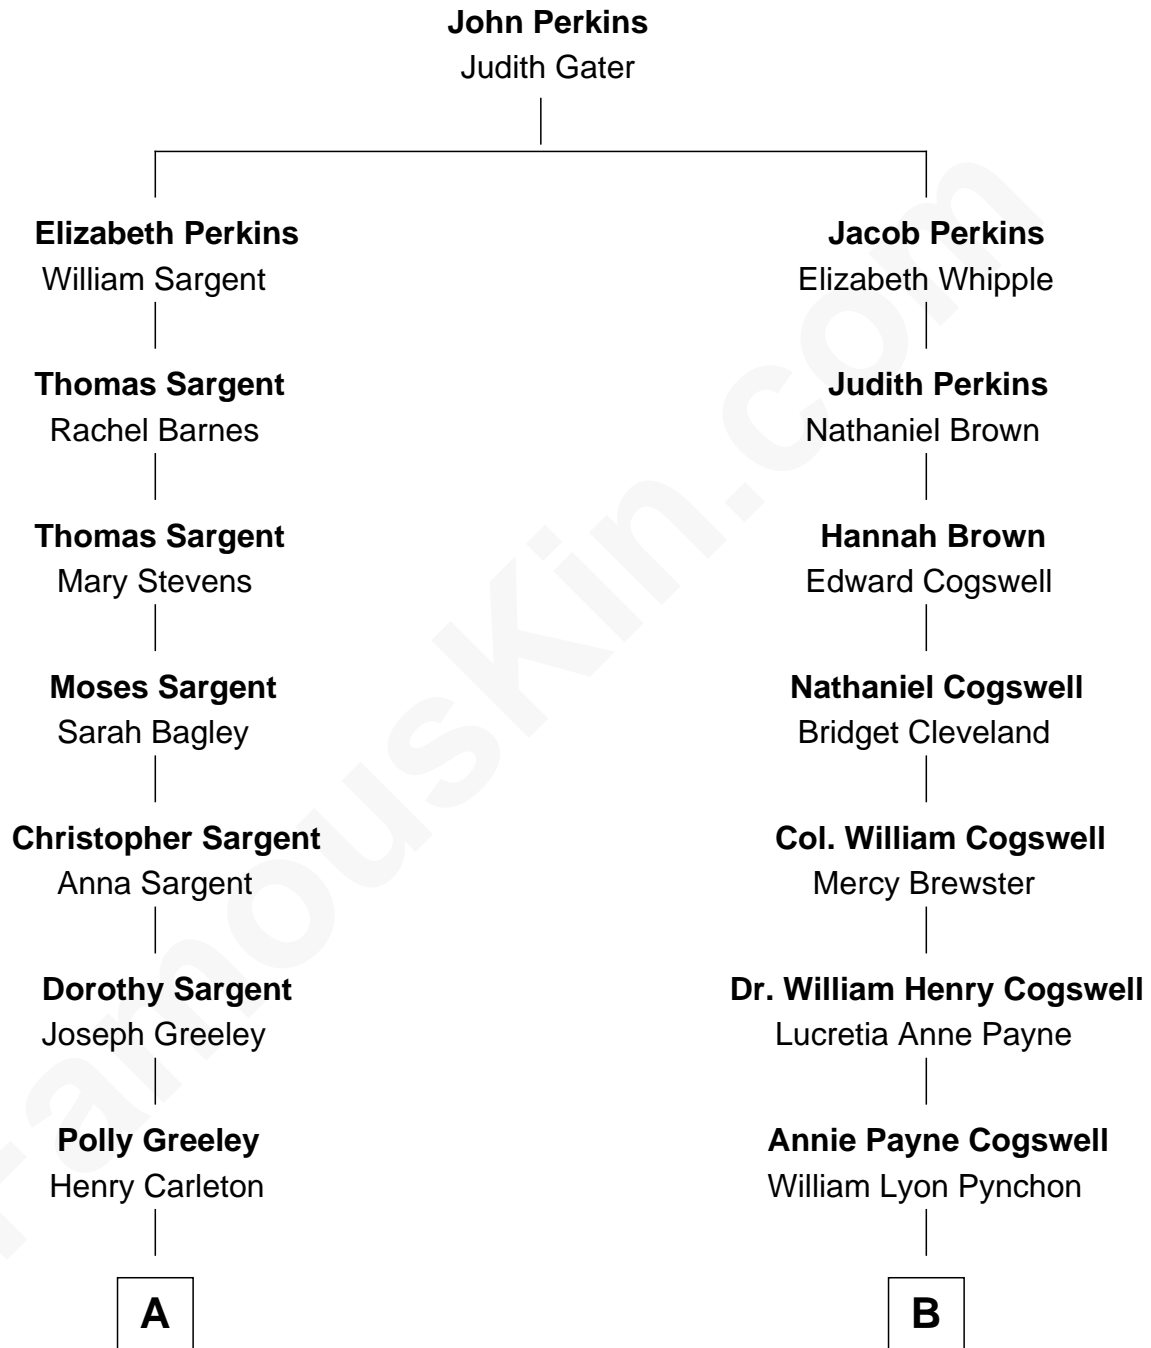 John Perkins
Judith Gater
Elizabeth Perkins
William Sargent
Jacob Perkins
Elizabeth Whipple
Thomas Sargent
Rachel Barnes
Judith Perkins
Nathaniel Brown
Thomas Sargent
Mary Stevens
Hannah Brown
Edward Cogswell
Moses Sargent
Sarah Bagley
Nathaniel Cogswell
Bridget Cleveland
Christopher Sargent
Anna Sargent
Col. William Cogswell
Mercy Brewster
Dorothy Sargent
Joseph Greeley
Dr. William Henry Cogswell
Lucretia Anne Payne
Polly Greeley
Henry Carleton
Annie Payne Cogswell
William Lyon Pynchon
A
B
FamousKin.com